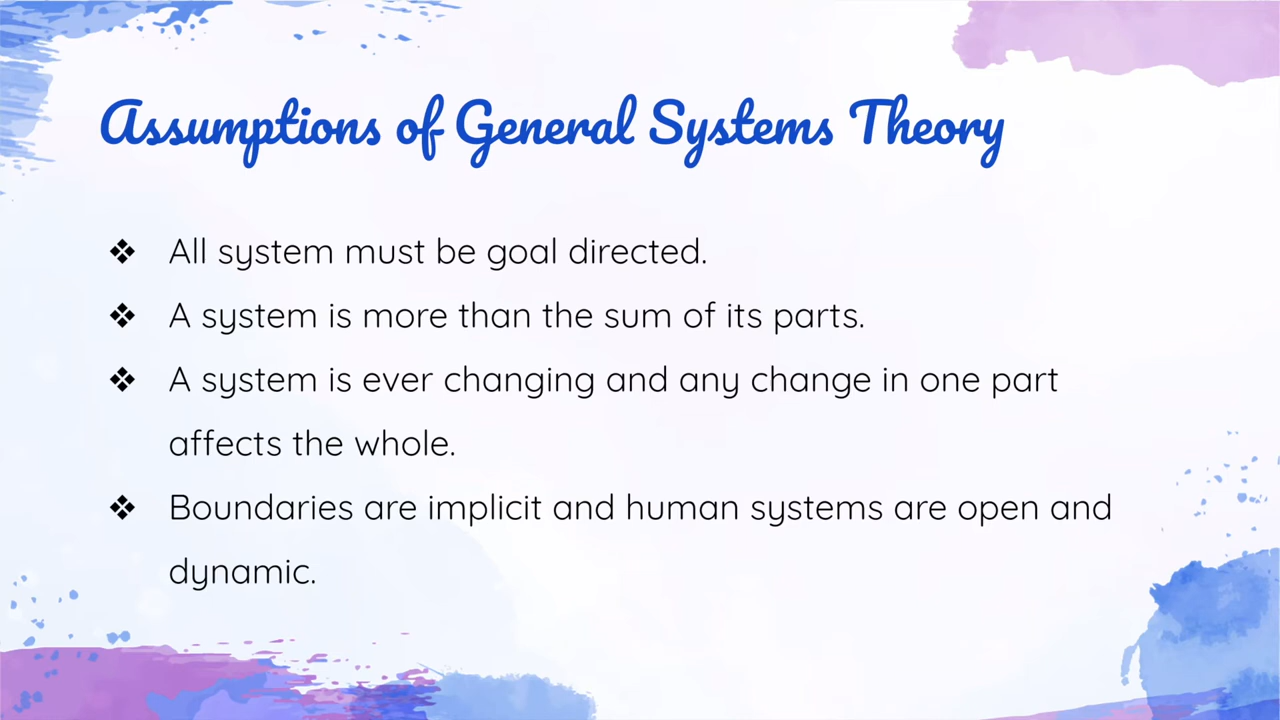 Assumptions of General Systems Theory
❖ All system must be goal directed.
❖ A system is more than the sum of its parts.
❖ A system is ever changing and any change in one part
affects the whole.
❖ Boundaries are implicit and human systems are open and
dynamic.